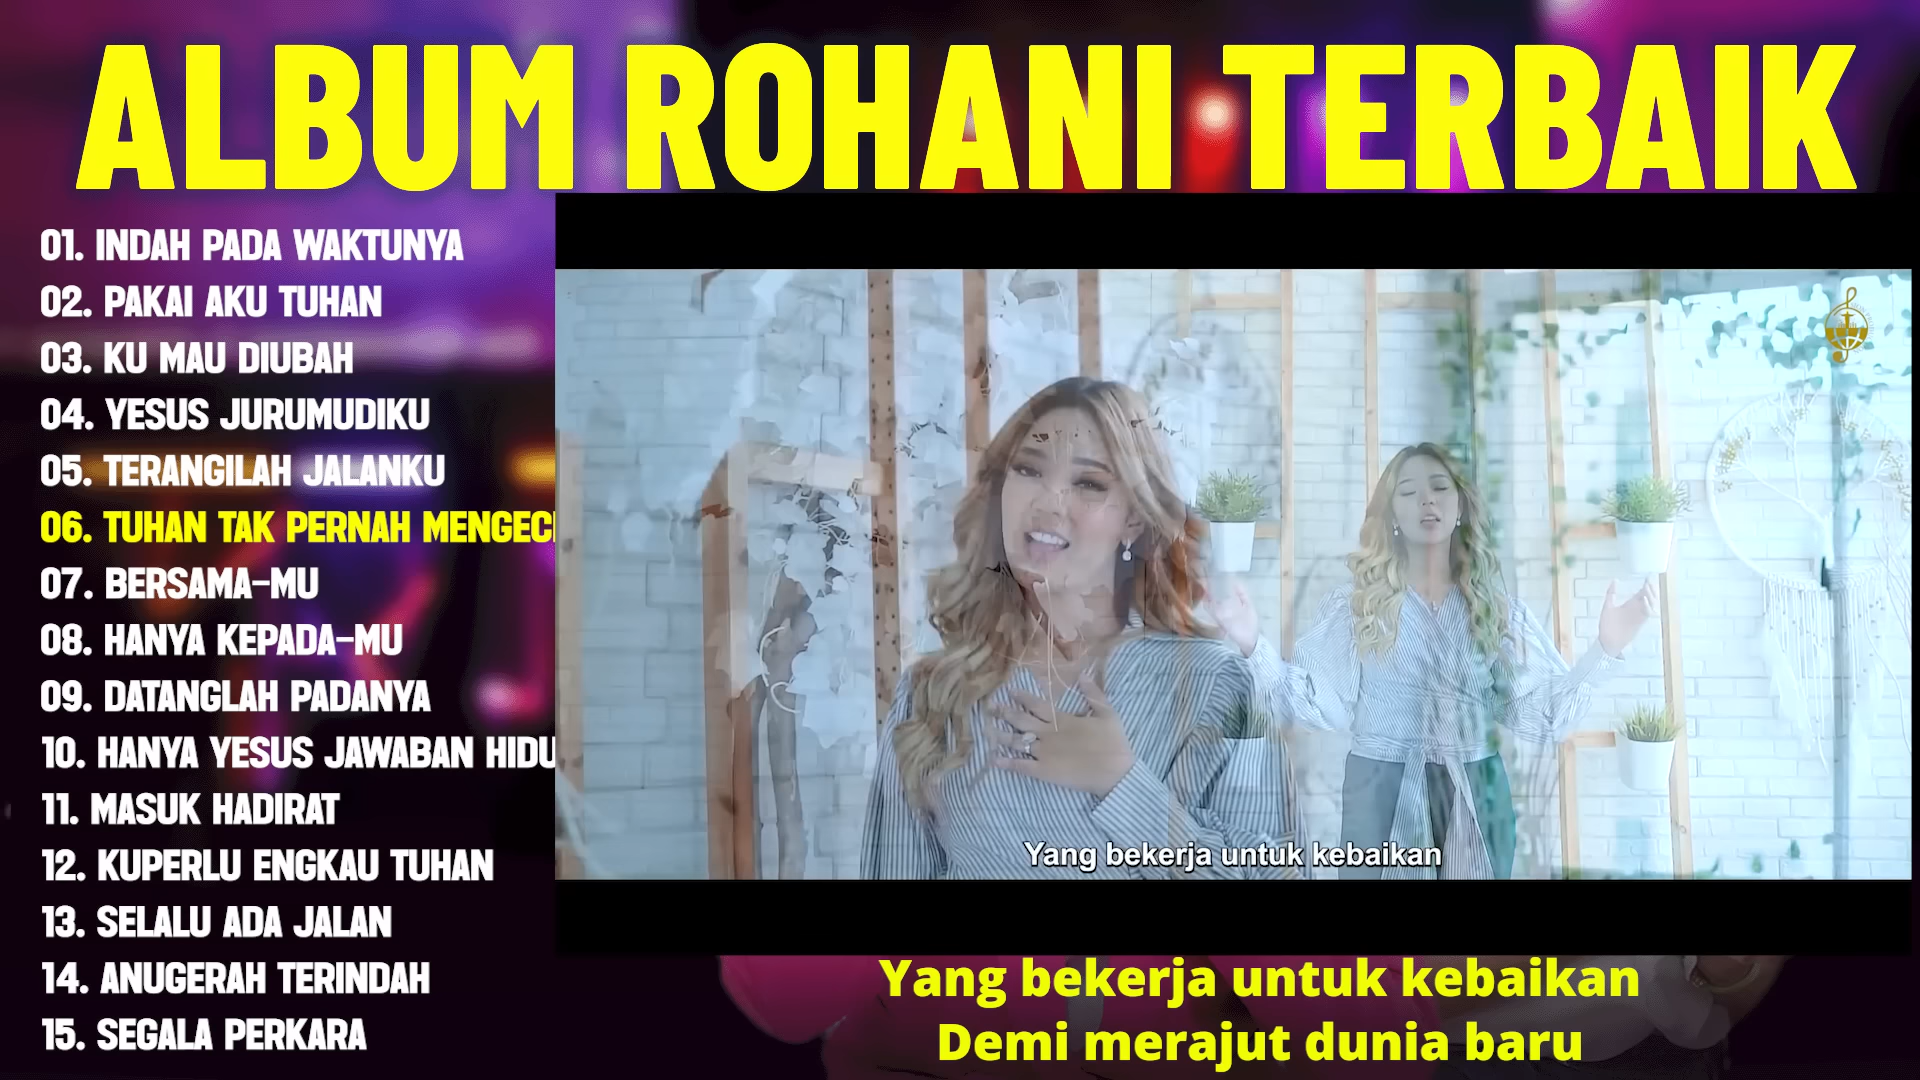 ALBUM ROHANI TERBAIK
01. INDAH PADA WAKTUNYA
02. PAKAI AKU TUHAN
03. KU MAU DIUBAH
04. YESUS JURUMUDIKU
05. TERANGILAH JALANKU
06. TUHAN TAK PERNAH
07. BERSAMA-MU
08. HANYA KEPADA-MU
09. DATANGLAH PADANYA
10. HANYA YESUS JAWABAN
11. MASUK HADIRAT
12. KUPERLU ENGKAU TUHAN
13. SELALU ADA JALAN
14. ANUGERAH TERINDAH
15. SEGALA PERKARA
Yang bekerja untuk kebaikan
Yang bekerja untuk kebaikan
Demi merajut dunia baru